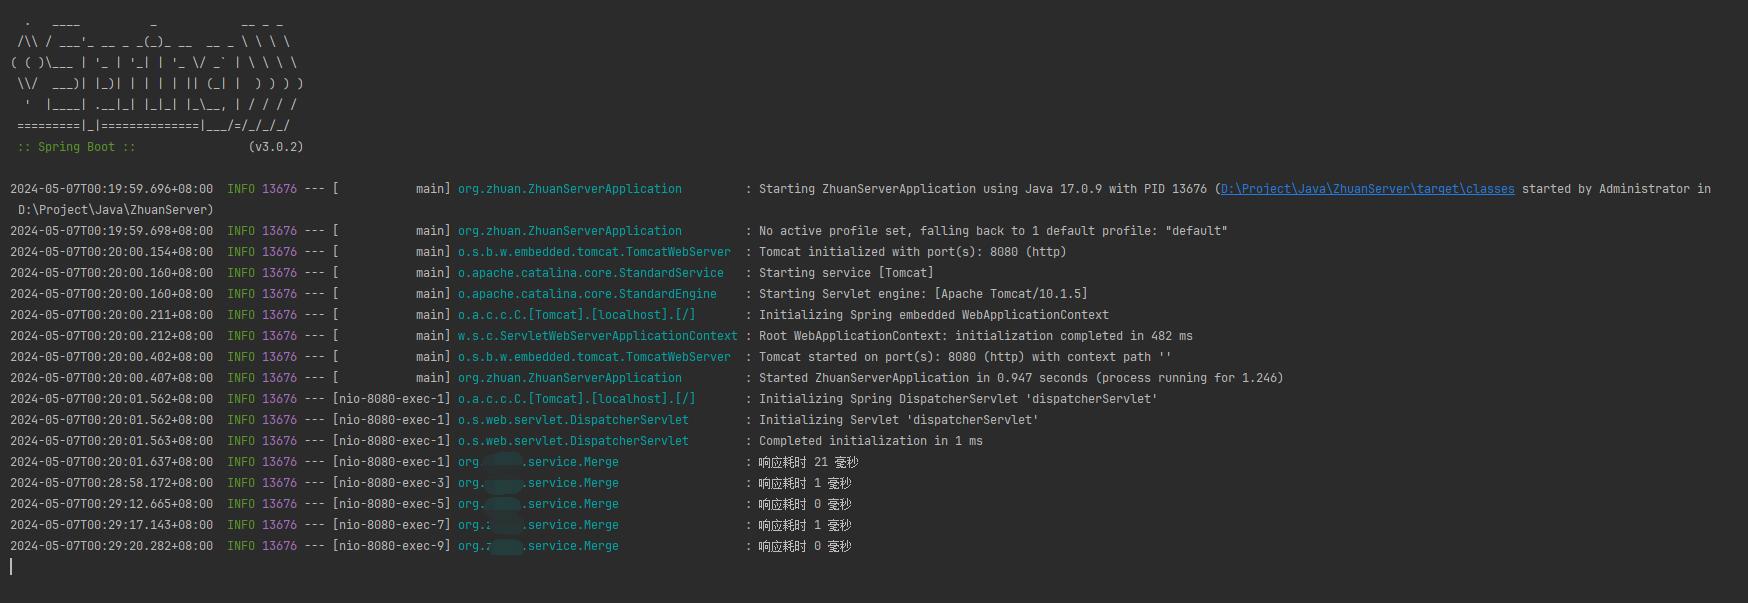 .   ____          _            __ _ _
 /\\ / ___'_ __ _ _(_)_ __  __ _ \ \ \ \
( ( )\___ | '_ | '_| | '_ \/ _` | \ \ \ \
 \\/  ___)| |_)| | | | | || (_| |  ) ) ) )
  '  |____| .__|_| |_|_| |_\__, | / / / /
 =========|_|==============|___/=/_/_/_/
 :: Spring Boot ::                (v3.0.2)
2024-05-07T00:19:59.696+08:00  INFO 13676 --- [           main] org.zhuan.ZhuanServerApplication         : Starting ZhuanServerApplication using Java 17.0.9 with PID 13676 (D:\Project\Java\ZhuanServer\target\classes started by Administrator in
 D:\Project\Java\ZhuanServer)
2024-05-07T00:19:59.698+08:00  INFO 13676 --- [           main] org.zhuan.ZhuanServerApplication         : No active profile set, falling back to 1 default profile: "default"
2024-05-07T00:20:00.154+08:00  INFO 13676 --- [           main] o.s.b.w.embedded.tomcat.TomcatWebServer  : Tomcat initialized with port(s): 8080 (http)
2024-05-07T00:20:00.160+08:00  INFO 13676 --- [           main] o.apache.catalina.core.StandardService   : Starting service [Tomcat]
2024-05-07T00:20:00.160+08:00  INFO 13676 --- [           main] o.apache.catalina.core.StandardEngine    : Starting Servlet engine: [Apache Tomcat/10.1.5]
2024-05-07T00:20:00.211+08:00  INFO 13676 --- [           main] o.a.c.c.C.[Tomcat].[localhost].[/]       : Initializing Spring embedded WebApplicationContext
2024-05-07T00:20:00.212+08:00  INFO 13676 --- [           main] w.s.c.ServletWebServerApplicationContext : Root WebApplicationContext: initialization completed in 482 ms
2024-05-07T00:20:00.402+08:00  INFO 13676 --- [           main] o.s.b.w.embedded.tomcat.TomcatWebServer  : Tomcat started on port(s): 8080 (http) with context path ''
2024-05-07T00:20:00.407+08:00  INFO 13676 --- [           main] org.zhuan.ZhuanServerApplication         : Started ZhuanServerApplication in 0.947 seconds (process running for 1.246)
2024-05-07T00:20:01.562+08:00  INFO 13676 --- [nio-8080-exec-1] o.a.c.c.C.[Tomcat].[localhost].[/]       : Initializing Spring DispatcherServlet 'dispatcherServlet'
2024-05-07T00:20:01.562+08:00  INFO 13676 --- [nio-8080-exec-1] o.s.web.servlet.DispatcherServlet        : Initializing Servlet 'dispatcherServlet'
2024-05-07T00:20:01.563+08:00  INFO 13676 --- [nio-8080-exec-1] o.s.web.servlet.DispatcherServlet        : Completed initialization in 1 ms
2024-05-07T00:20:01.637+08:00  INFO 13676 --- [nio-8080-exec-1] org. .service.Merge                  : 响应耗时 21 毫秒
2024-05-07T00:28:58.172+08:00  INFO 13676 --- [nio-8080-exec-3] org. .service.Merge                  : 响应耗时 1 毫秒
2024-05-07T00:29:12.665+08:00  INFO 13676 --- [nio-8080-exec-5] org. .service.Merge                  : 响应耗时 0 毫秒
2024-05-07T00:29:17.143+08:00  INFO 13676 --- [nio-8080-exec-7] org. .service.Merge                  : 响应耗时 1 毫秒
2024-05-07T00:29:20.282+08:00  INFO 13676 --- [nio-8080-exec-9] org. .service.Merge                  : 响应耗时 0 毫秒